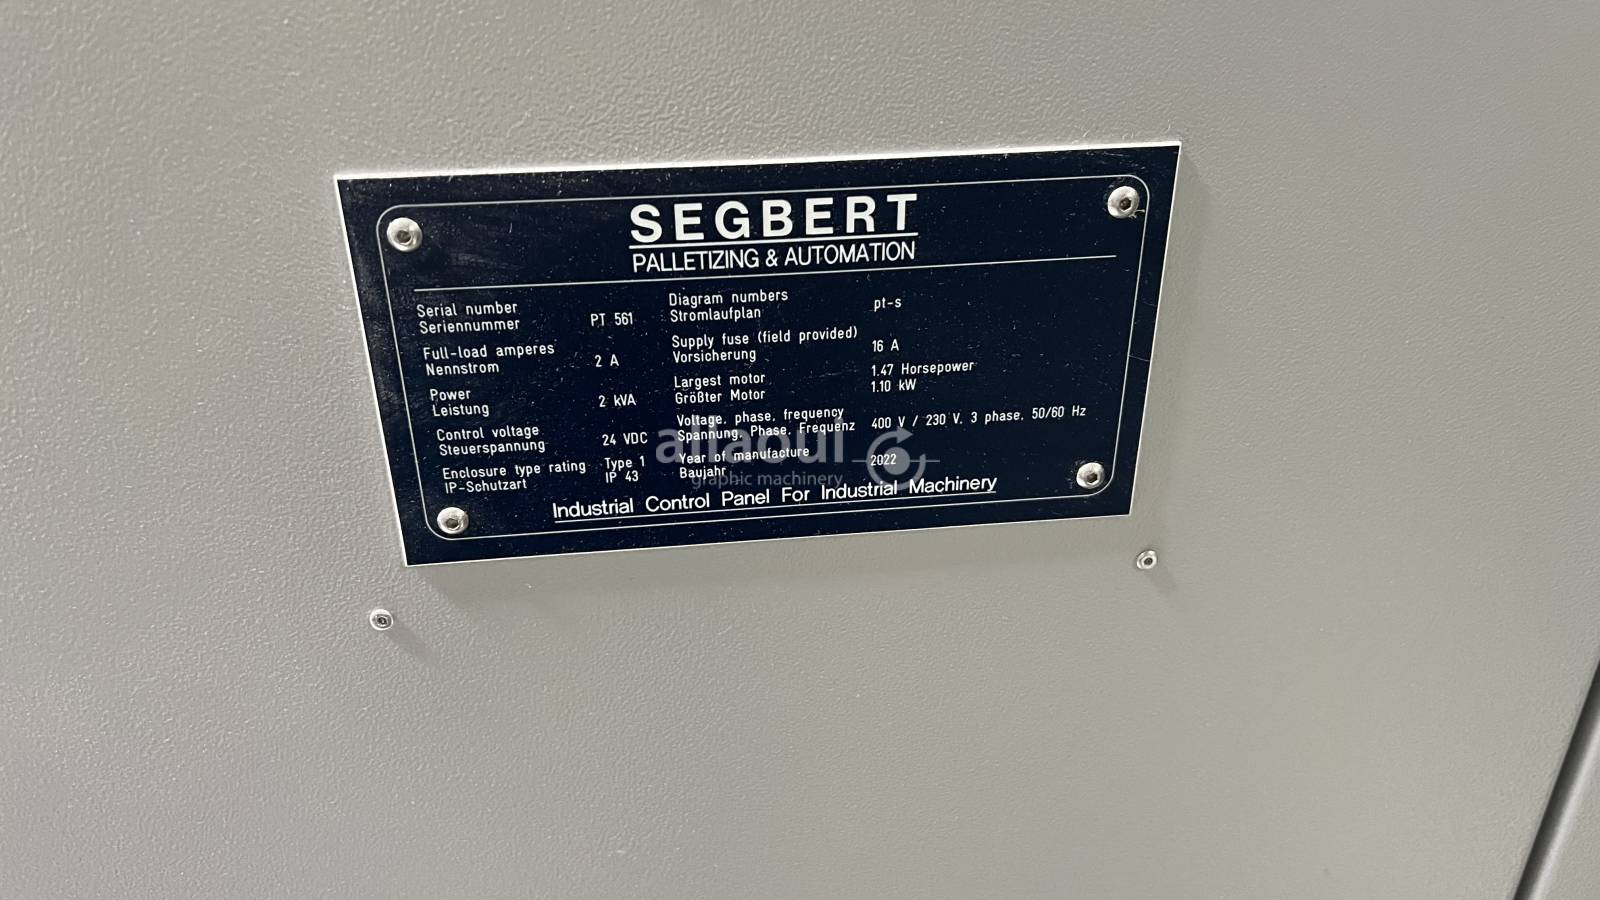 SEGBERT
PALLETIZING & AUTOMATION
Serial number
Seriennummer
PT 561
Full-load amperes
Nennstrom
2 A
Power
Leistung
2 kVA
Control voltage
Steuerspannung
24 VDC
Enclosure type rating
IP-Schutzart
Type 1
IP 43
Diagram numbers
Stromlaufplan
pt-s
Supply fuse (field provided)
Vorsicherung
16 A
Largest motor
Größter Motor
1.47 Horsepower
1.10 kW
Voltage, phase, frequency
Spannung, Phase, Frequenz
400 V / 230 V, 3 phase, 50/60 Hz
Year of manufacture
Baujahr
2022
Industrial Control Panel For Industrial Machinery
allaoui
graphic machinery